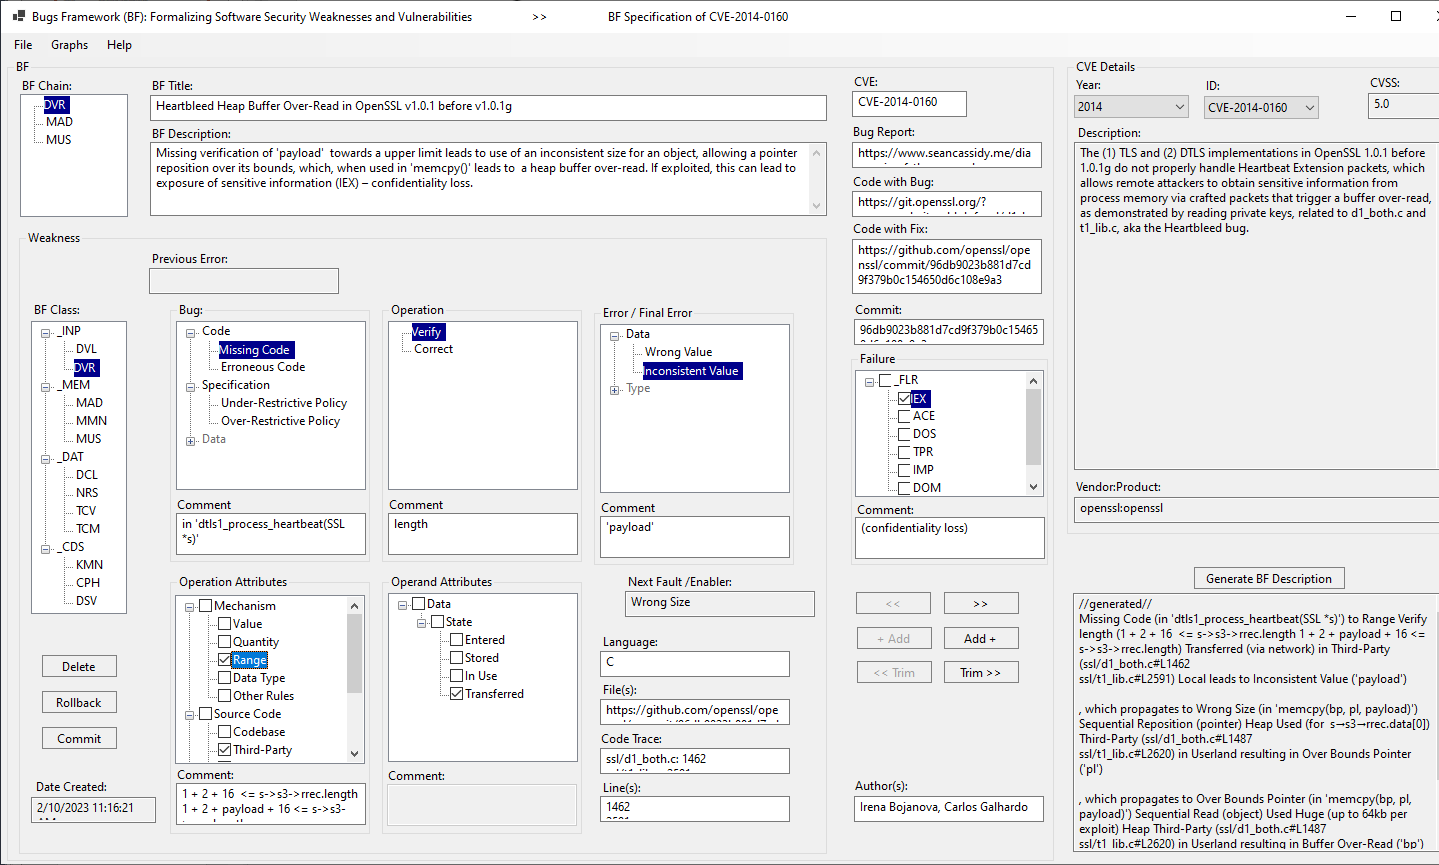 Bugs Framework (BF): Formalizing Software Security Weaknesses and Vulnerabilities >> BF Specification of CVE-2014-0160
File Graphs Help
BF
BF Chain:
DVR
MAD
MUS
BF Title:
Heartbleed Heap Buffer Over-Read in OpenSSL v1.0.1 before v1.0.1g
BF Description:
Missing verification of 'payload' towards a upper limit leads to use of an inconsistent size for an object, allowing a pointer
reposition over its bounds, which, when used in 'memcpy()' leads to a heap buffer over-read. If exploited, this can lead to
exposure of sensitive information (IEX) – confidentiality loss.
Weakness
Previous Error:
BF Class:
_INP
DVL
DVR
_MEM
MAD
MMN
MUS
_DAT
DCL
NRS
TCV
TCM
_CDS
KMN
CPH
DSV
Delete
Rollback
Commit
Date Created:
2/10/2023 11:16:21
Bug:
Code
Missing Code
Erroneous Code
Specification
Under-Restrictive Policy
Over-Restrictive Policy
Data
Comment
in 'dtls1_process_heartbeat(SSL
*s)'
Operation
Verify
Correct
Comment
length
Error / Final Error
Data
Wrong Value
Inconsistent Value
Type
Comment
'payload'
Operation Attributes
Mechanism
Value
Quantity
Range
Data Type
Other Rules
Source Code
Codebase
Third-Party
Comment:
1 + 2 + 16 <= s->s3->rrec.length
1 + 2 + payload + 16 <= s->s3-
Operand Attributes
Data
State
Entered
Stored
In Use
Transferred
Comment:
Next Fault /Enabler:
Wrong Size
Language:
C
File(s):
https://github.com/openssl/ope
Code Trace:
ssl/d1_both.c: 1462
Line(s):
1462
CVE:
CVE-2014-0160
Bug Report:
https://www.seancassidy.me/dia
Code with Bug:
https://git.openssl.org/?
Code with Fix:
https://github.com/openssl/ope
nssl/commit/96db9023b881d7cd
9f379b0c154650d6c108e9a3
Commit:
96db9023b881d7cd9f379b0c15465
Failure
_FLR
IEX
ACE
DOS
TPR
IMP
DOM
Comment:
(confidentiality loss)
<< >>
+ Add Add +
<< Trim Trim >>
Author(s):
Irena Bojanova, Carlos Galhardo
CVE Details
Year:
2014
ID:
CVE-2014-0160
CVSS:
5.0
Description:
The (1) TLS and (2) DTLS implementations in OpenSSL 1.0.1 before
1.0.1g do not properly handle Heartbeat Extension packets, which
allows remote attackers to obtain sensitive information from
process memory via crafted packets that trigger a buffer over-read,
as demonstrated by reading private keys, related to d1_both.c and
t1_lib.c, aka the Heartbleed bug.
Vendor:Product:
openssl:openssl
Generate BF Description
//generated//
Missing Code (in 'dtls1_process_heartbeat(SSL *s)') to Range Verify
length (1 + 2 + 16 <= s->s3->rrec.length 1 + 2 + payload + 16 <=
s->s3->rrec.length) Transferred (via network) in Third-Party
(ssl/d1_both.c#L1462
ssl/t1_lib.c#L2591) Local leads to Inconsistent Value ('payload')
, which propagates to Wrong Size (in 'memcpy(bp, pl, payload)')
Sequential Reposition (pointer) Heap Used (for s→s3→rrec.data[0])
Third-Party (ssl/d1_both.c#L1487
ssl/t1_lib.c#L2620) in Userland resulting in Over Bounds Pointer
('pl')
, which propagates to Over Bounds Pointer (in 'memcpy(bp, pl,
payload)') Sequential Read (object) Used Huge (up to 64kb per
exploit) Heap Third-Party (ssl/d1_both.c#L1487
ssl/t1_lib.c#L2620) in Userland resulting in Buffer Over-Read ('bp')